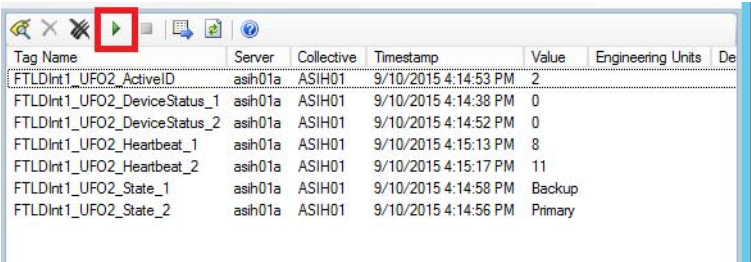 Tag Name Server Collective Timestamp Value Engineering Units De
FTLDInt1_UFO2_ActiveID asih01a ASIH01 9/10/2015 4:14:53 PM 2
FTLDInt1_UFO2_DeviceStatus_1 asih01a ASIH01 9/10/2015 4:14:38 PM 0
FTLDInt1_UFO2_DeviceStatus_2 asih01a ASIH01 9/10/2015 4:14:52 PM 0
FTLDInt1_UFO2_Heartbeat_1 asih01a ASIH01 9/10/2015 4:15:13 PM 8
FTLDInt1_UFO2_Heartbeat_2 asih01a ASIH01 9/10/2015 4:15:17 PM 11
FTLDInt1_UFO2_State_1 asih01a ASIH01 9/10/2015 4:14:58 PM Backup
FTLDInt1_UFO2_State_2 asih01a ASIH01 9/10/2015 4:14:56 PM Primary